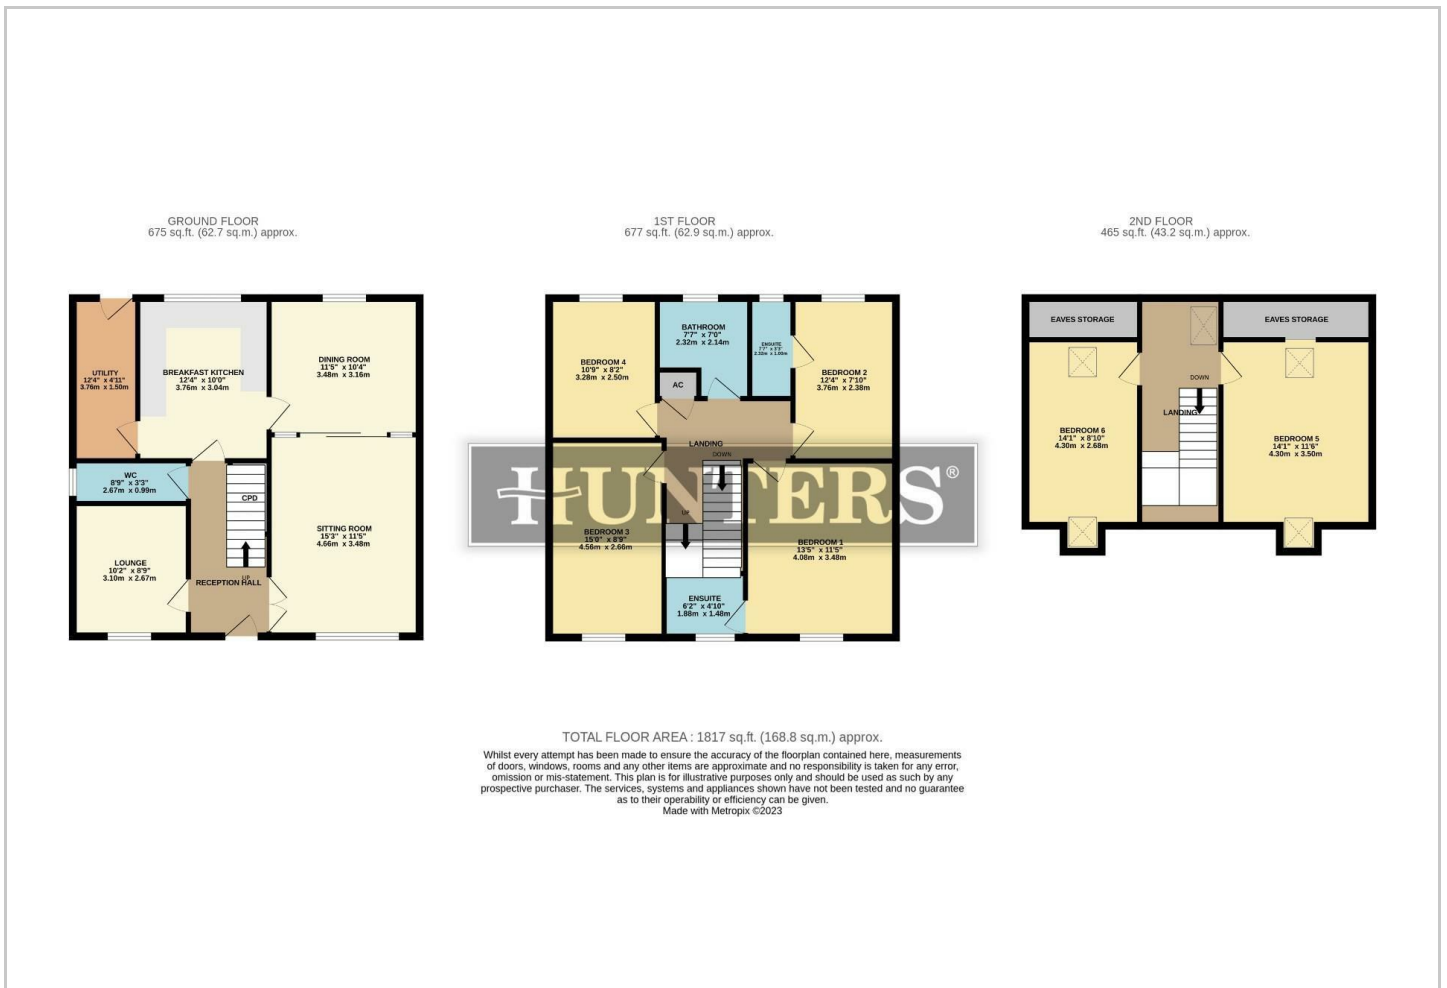 GROUND FLOOR
675 sq.ft. (62.7 sq.m.) approx.
UTILITY
12'4" x 4'11"
3.76m x 1.50m
BREAKFAST KITCHEN
12'4" x 10'0"
3.76m x 3.04m
DINING ROOM
11'5" x 10'4"
3.48m x 3.16m
WC
8'9" x 3'3"
2.67m x 0.99m
CPD
SITTING ROOM
15'3" x 11'5"
4.66m x 3.48m
LOUNGE
10'2" x 8'9"
3.10m x 2.67m
UP
RECEPTION HALL
1ST FLOOR
677 sq.ft. (62.9 sq.m.) approx.
BEDROOM 4
10'9" x 8'2"
3.28m x 2.50m
BATHROOM
7'7" x 7'0"
2.32m x 2.14m
ENSUITE
7'7" x 3'3"
2.32m x 1.00m
BEDROOM 2
12'4" x 7'10"
3.76m x 2.38m
AC
LANDING
DOWN
UP
HUNTERS®
BEDROOM 3
15'0" x 8'9"
4.56m x 2.66m
BEDROOM 1
13'5" x 11'5"
4.08m x 3.48m
ENSUITE
6'2" x 4'10"
1.88m x 1.48m
2ND FLOOR
465 sq.ft. (43.2 sq.m.) approx.
EAVES STORAGE
EAVES STORAGE
DOWN
LANDING
BEDROOM 6
14'1" x 8'10"
4.30m x 2.68m
BEDROOM 5
14'1" x 11'6"
4.30m x 3.50m
TOTAL FLOOR AREA : 1817 sq.ft. (168.8 sq.m.) approx.
Whilst every attempt has been made to ensure the accuracy of the floorplan contained here, measurements
of doors, windows, rooms and any other items are approximate and no responsibility is taken for any error,
omission or mis-statement. This plan is for illustrative purposes only and should be used as such by any
prospective purchaser. The services, systems and appliances shown have not been tested and no guarantee
as to their operability or efficiency can be given.
Made with Metropix ©2023